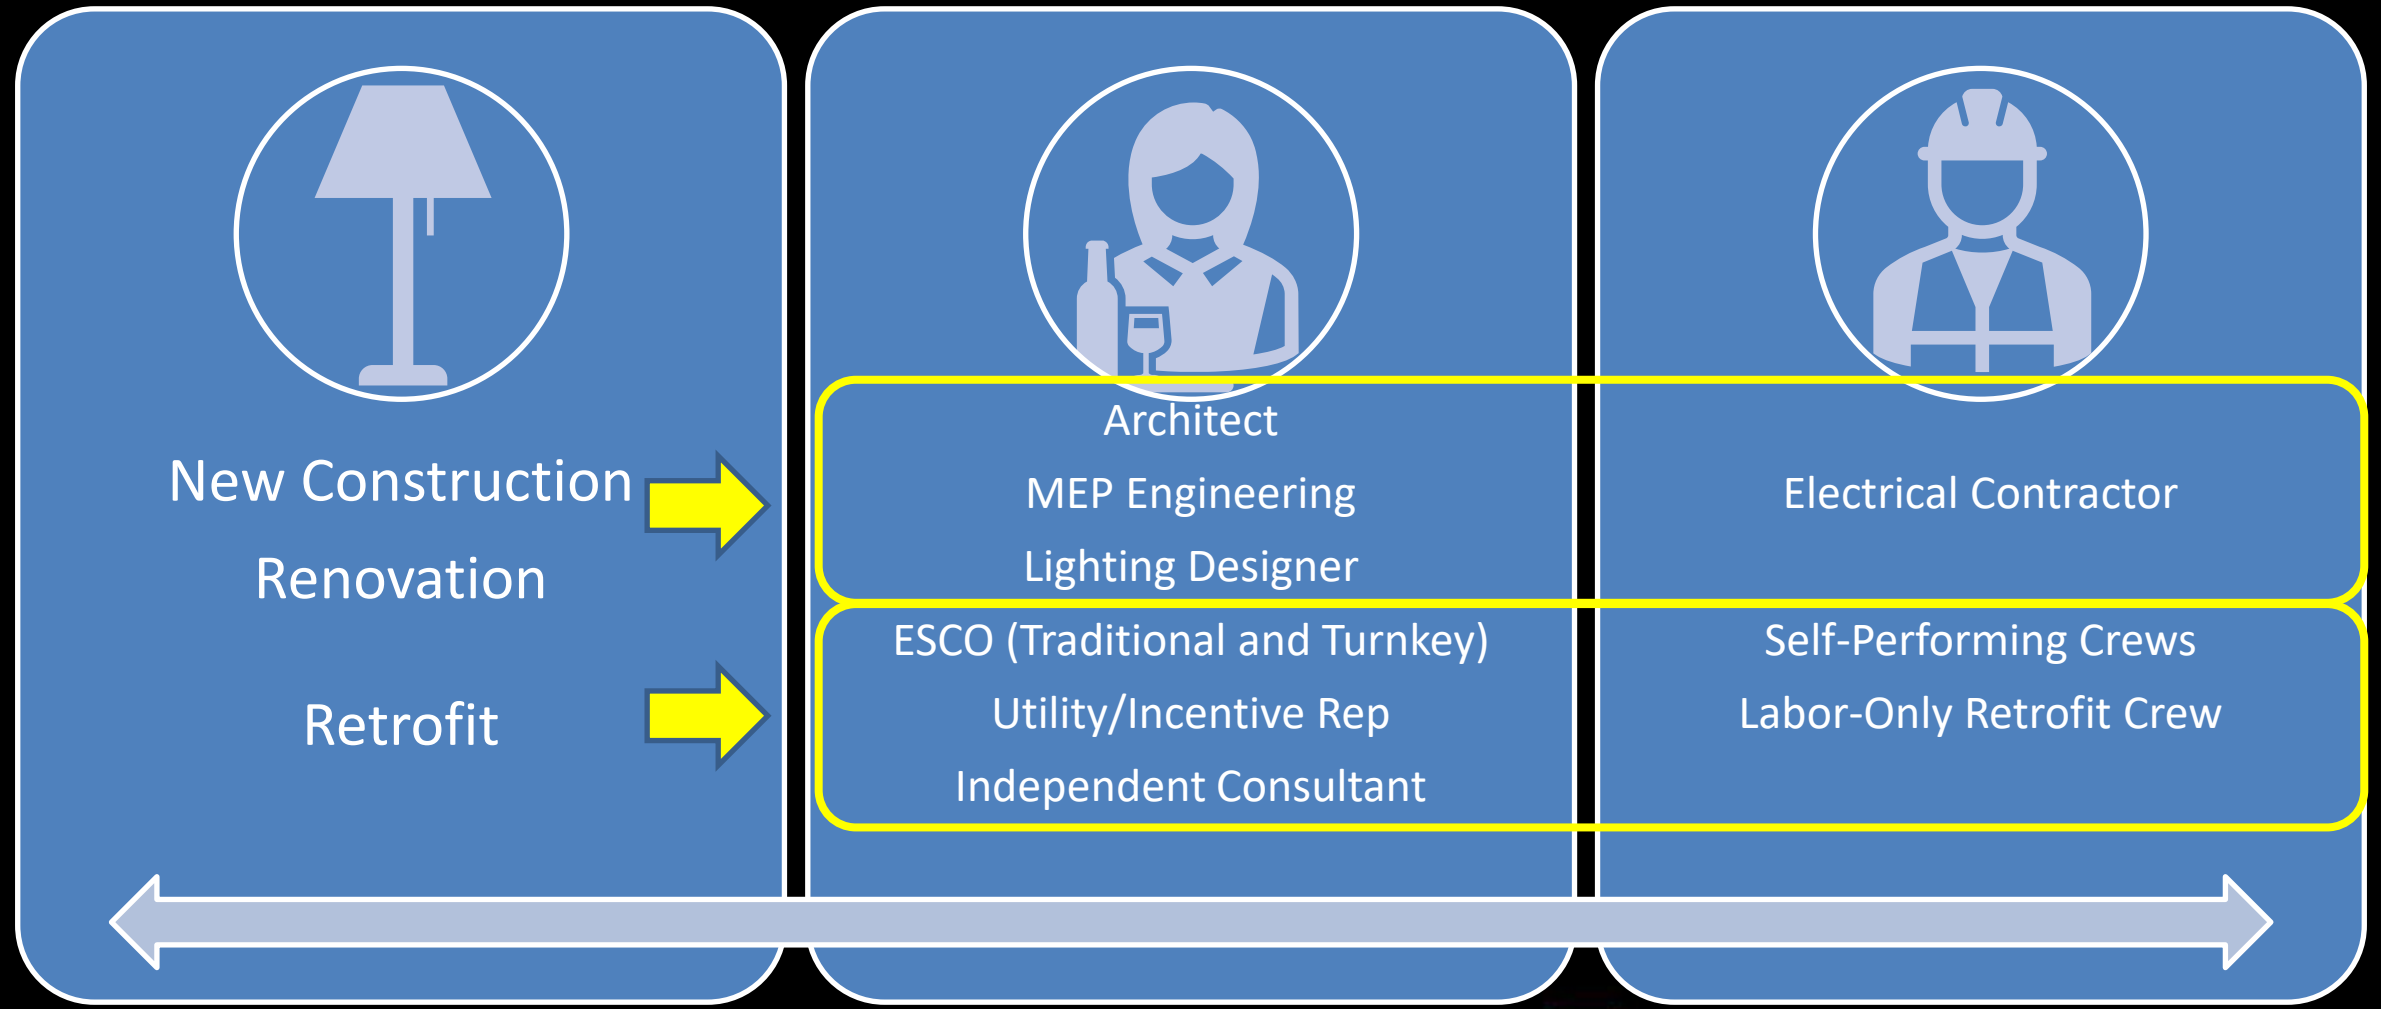 New Construction
Renovation
Retrofit
Architect
MEP Engineering
Lighting Designer
ESCO (Traditional and Turnkey)
Utility/Incentive Rep
Independent Consultant
Electrical Contractor
Self-Performing Crews
Labor-Only Retrofit Crew